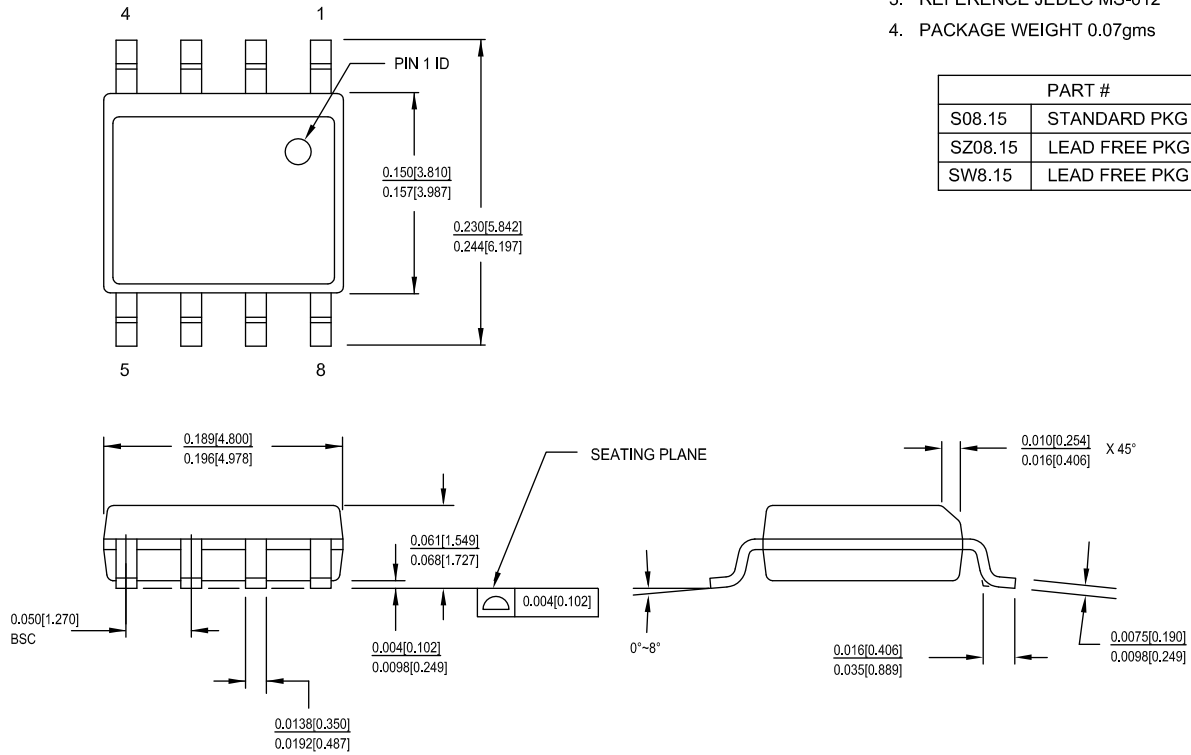 3. REFERENCE JEDEC MS-012
4. PACKAGE WEIGHT 0.07gms
PART #
S08.15 STANDARD PKG
SZ08.15 LEAD FREE PKG
SW8.15 LEAD FREE PKG
4
1
PIN 1 ID
0.150[3.810]
0.157[3.987]
0.230[5.842]
0.244[6.197]
5
8
0.189[4.800]
0.196[4.978]
SEATING PLANE
0.010[0.254]
0.016[0.406]
X 45°
0.061[1.549]
0.068[1.727]
0.004[0.102]
0.050[1.270]
BSC
0.004[0.102]
0.0098[0.249]
0°~8°
0.016[0.406]
0.035[0.889]
0.0075[0.190]
0.0098[0.249]
0.0138[0.350]
0.0192[0.487]